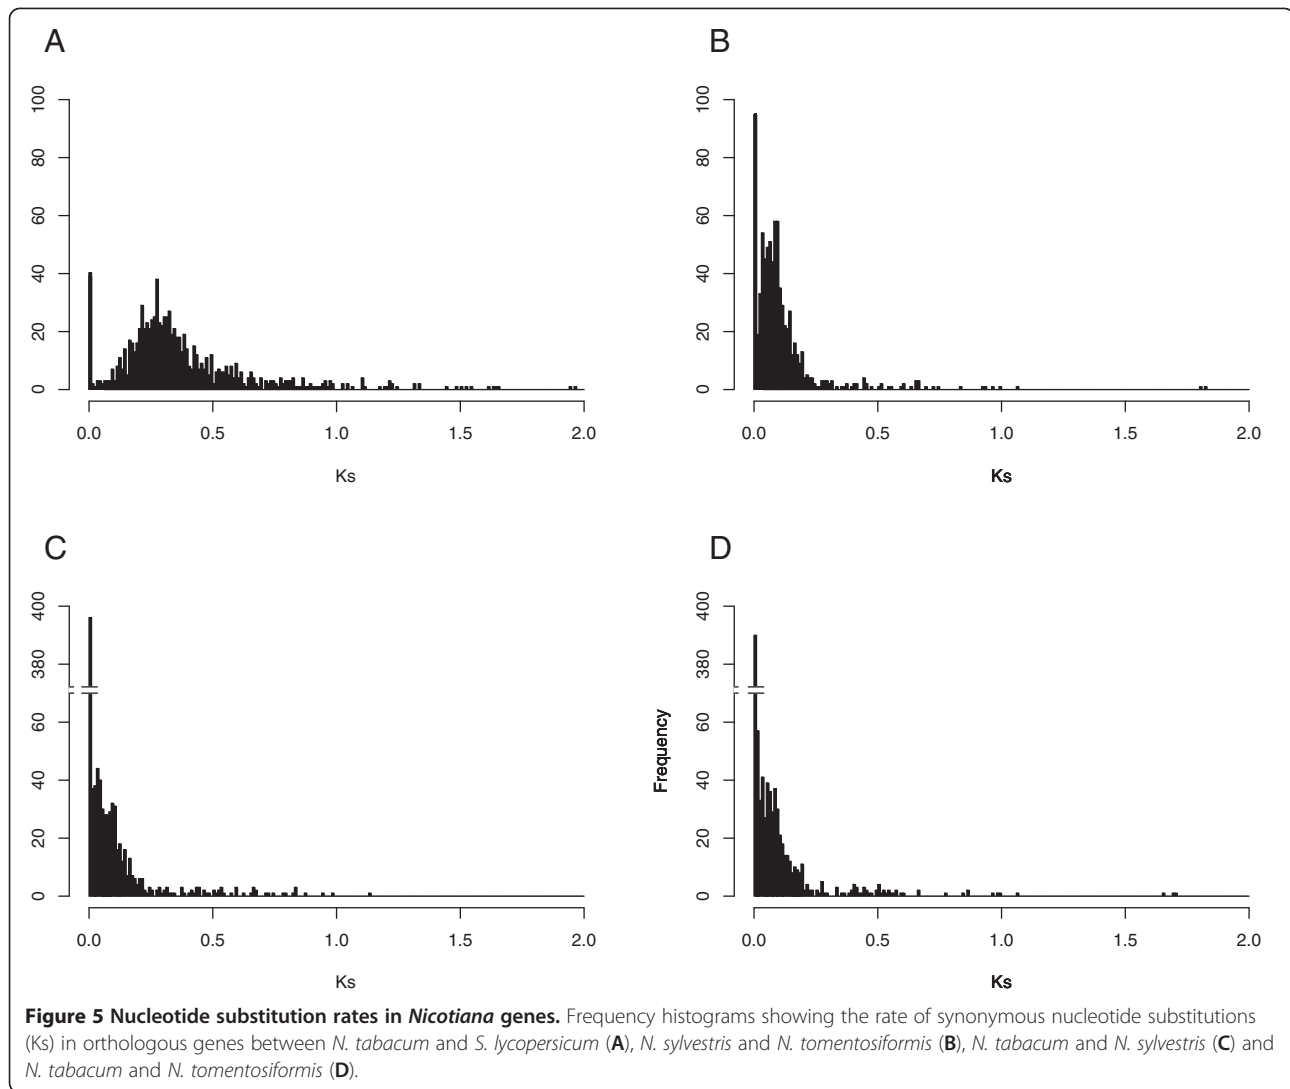 A
100
80
60
40
20
0
0.0 0.5 1.0 1.5 2.0
Ks
B
100
80
60
40
20
0
0.0 0.5 1.0 1.5 2.0
Ks
C
400
380
60
40
20
0
0.0 0.5 1.0 1.5 2.0
Ks
D
Frequency
400
380
60
40
20
0
0.0 0.5 1.0 1.5 2.0
Ks
Figure 5 Nucleotide substitution rates in Nicotiana genes. Frequency histograms showing the rate of synonymous nucleotide substitutions
(Ks) in orthologous genes between N. tabacum and S. lycopersicum (A), N. sylvestris and N. tomentosiformis (B), N. tabacum and N. sylvestris (C) and
N. tabacum and N. tomentosiformis (D).